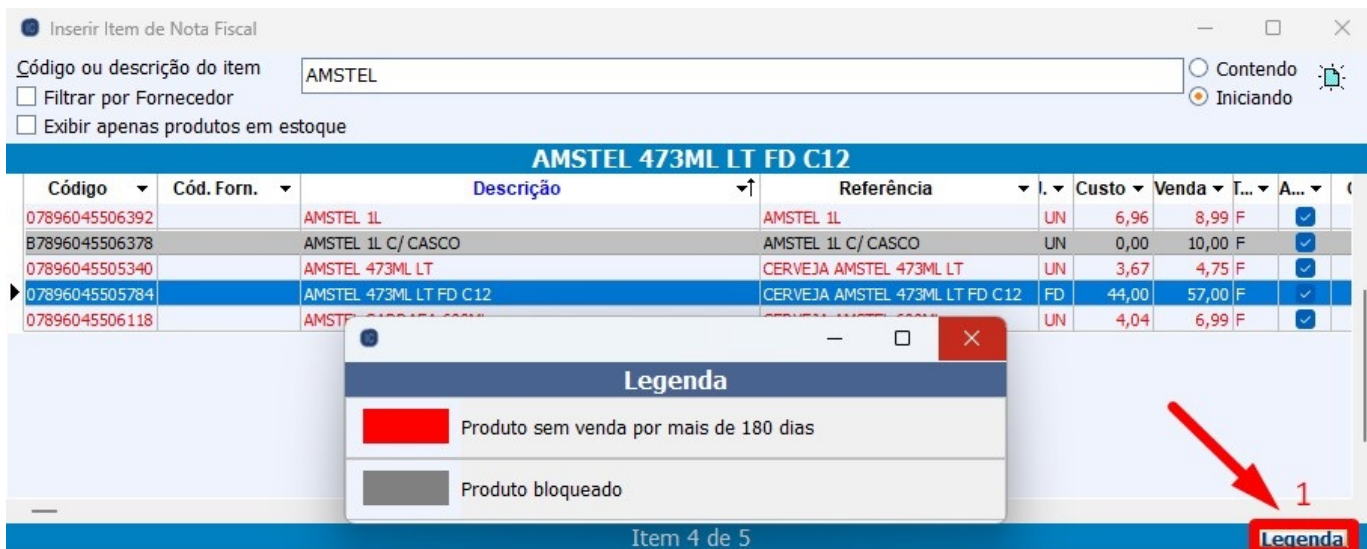 Inserir Item de Nota Fiscal
Código ou descrição do item AMSTEL Contendo
Filtrar por Fornecedor Iniciando
Exibir apenas produtos em estoque
AMSTEL 473ML LT FD C12
Código Cód. Forn. Descrição Referência Custo Venda T... A...
07896045506392 AMSTEL 1L AMSTEL 1L UN 6,96 8,99 F
B7896045506378 AMSTEL 1L C/ CASCO AMSTEL 1L C/ CASCO UN 0,00 10,00 F
07896045505340 AMSTEL 473ML LT CERVEJA AMSTEL 473ML LT UN 3,67 4,75 F
07896045505784 AMSTEL 473ML LT FD C12 CERVEJA AMSTEL 473ML LT FD C12 FD 44,00 57,00 F
07896045506118 UN 4,04 6,99 F
Legenda
Produto sem venda por mais de 180 dias
Produto bloqueado
1
Item 4 de 5 Legenda